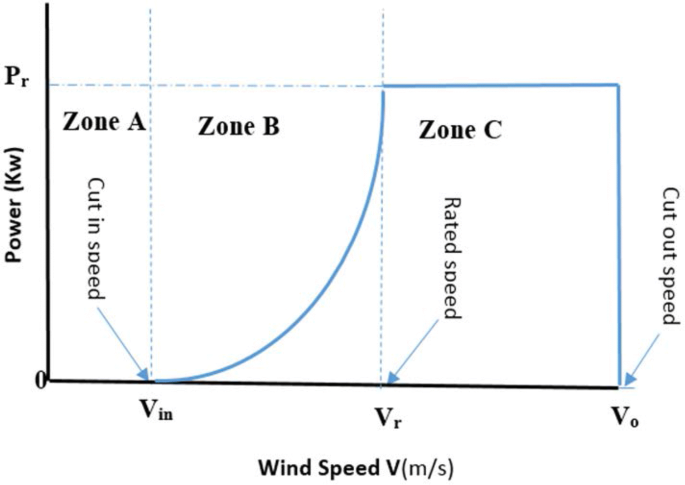 Pr
Zone A
Zone B
Zone C
Power (Kw)
Cut in speed
Rated speed
Cut out speed
0
Vin
Vr
Vo
Wind Speed V(m/s)